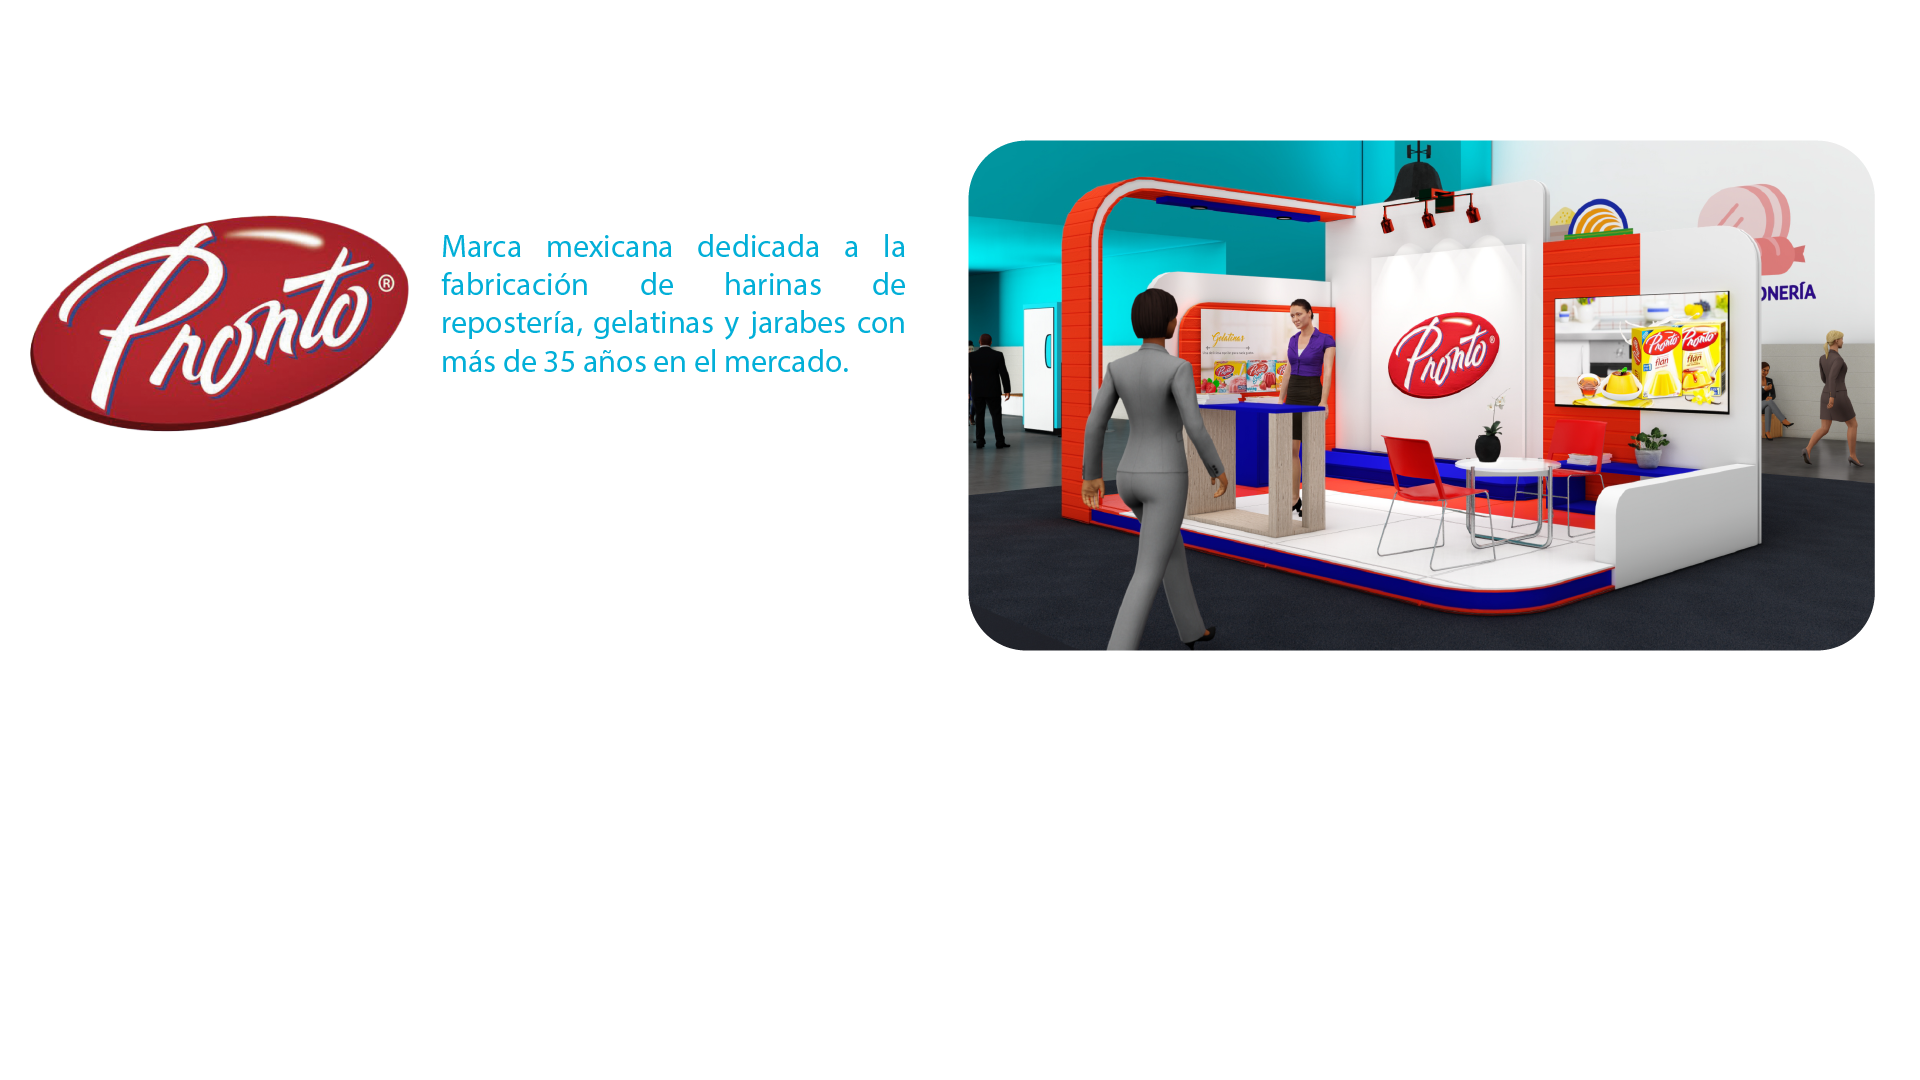 Pronto®
Marca mexicana dedicada a la
fabricación de harinas de
repostería, gelatinas y jarabes con
más de 35 años en el mercado.
Gelatinas
Pronto®
ONERÍA
Pronto Pronto
flan flan